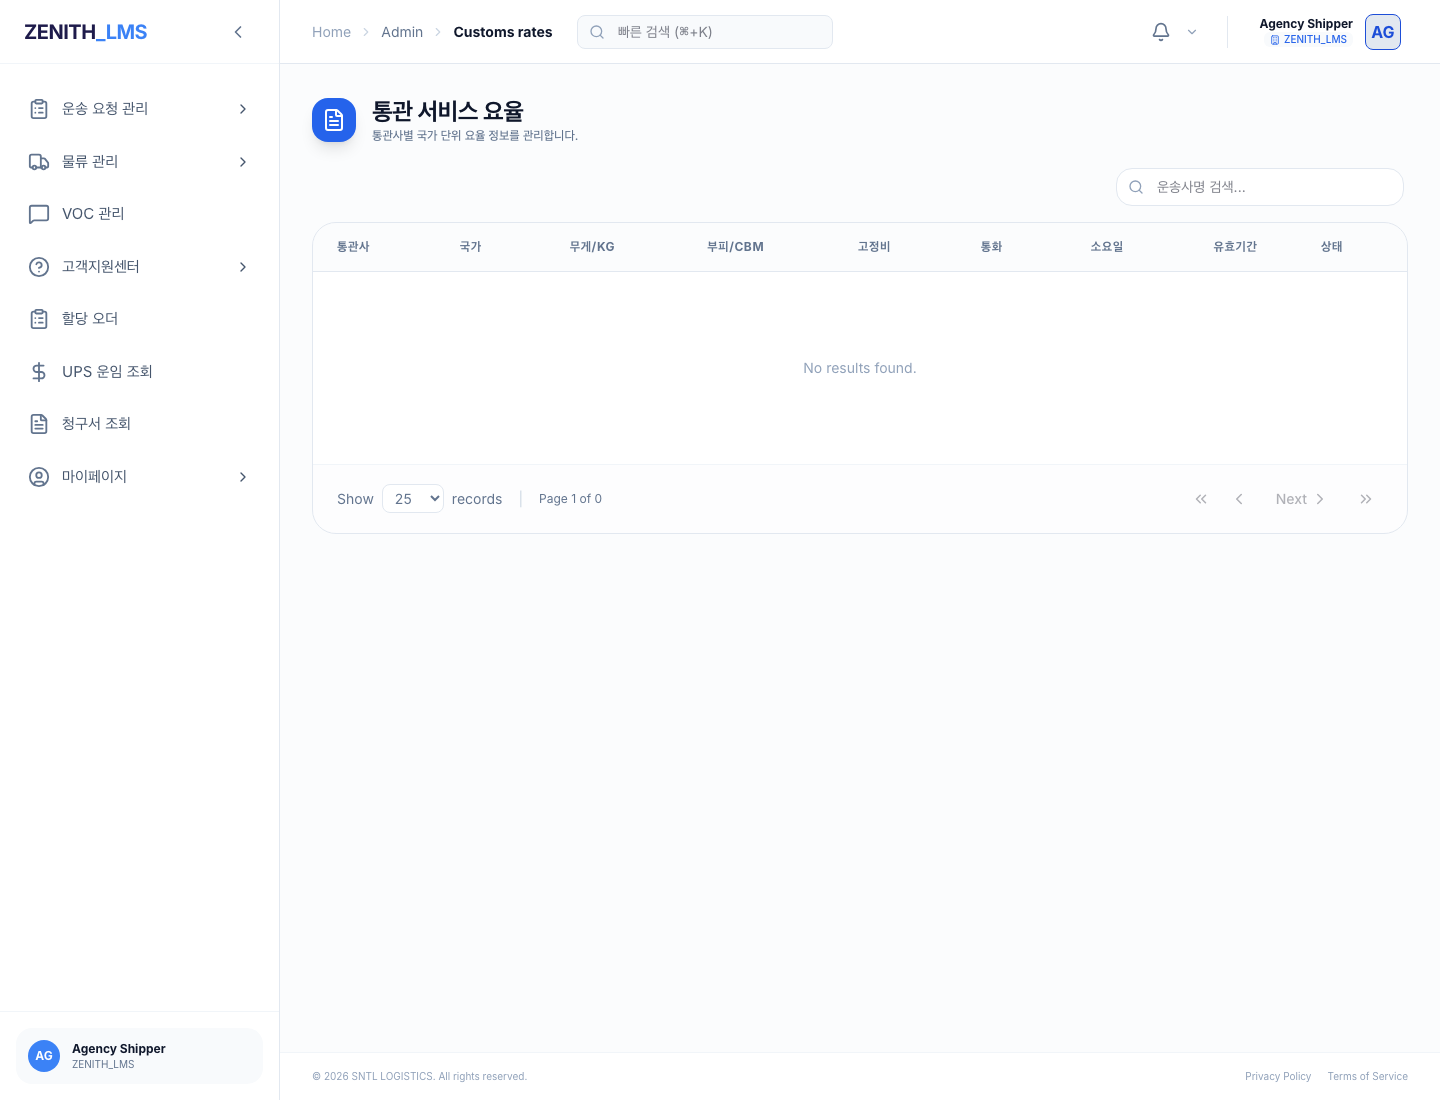 ZENITH_LMS
Home Admin Customs rates
빠른 검색 (⌘+K)
Agency Shipper
ZENITH_LMS
AG
운송 요청 관리
물류 관리
VOC 관리
고객지원센터
할당 오더
UPS 운임 조회
청구서 조회
마이페이지
통관 서비스 요율
통관사별 국가 단위 요율 정보를 관리합니다.
운송사명 검색...
통관사 국가 무게/KG 부피/CBM 고정비 통화 소요일 유효기간 상태
No results found.
Show 25 records | Page 1 of 0
Next
AG
Agency Shipper
ZENITH_LMS
© 2026 SNTL LOGISTICS. All rights reserved.
Privacy Policy Terms of Service